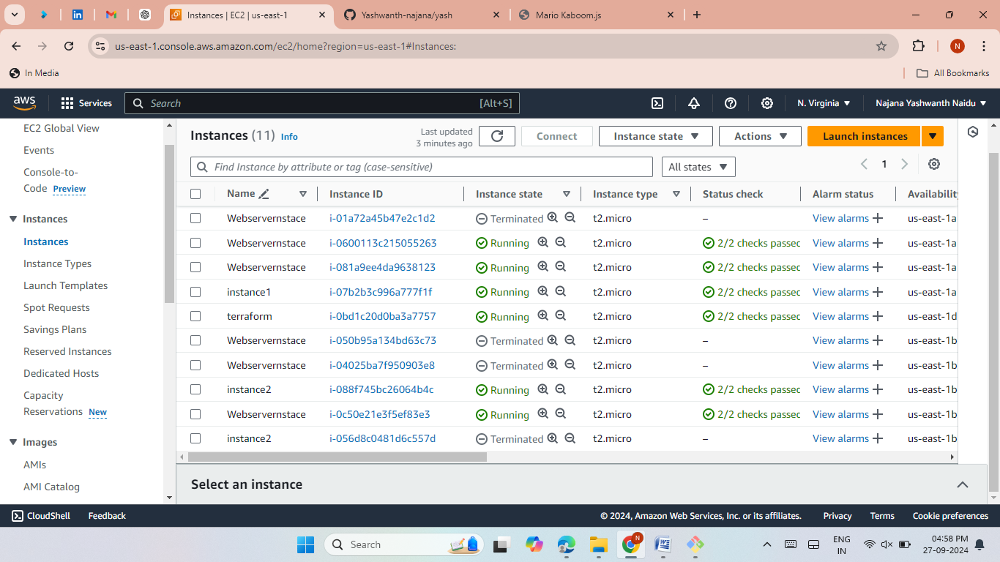 Instances | EC2 | us-east-1
Yashwanth-najana/yash
Mario Kaboom.js
us-east-1.console.aws.amazon.com/ec2/home?region=us-east-1#Instances:
N
In Media
All Bookmarks
aws
Services
Search
[Alt+S]
N. Virginia
Najana Yashwanth Naidu
EC2 Global View
Events
Console-to-
Code Preview
Instances
Instances
Instance Types
Launch Templates
Spot Requests
Savings Plans
Reserved Instances
Dedicated Hosts
Capacity
Reservations New
Images
AMIs
AMI Catalog
Instances (11) Info
Last updated
3 minutes ago
Connect
Instance state
Actions
Launch instances
Find Instance by attribute or tag (case-sensitive)
All states
1
Name Instance ID Instance state Instance type Status check Alarm status Availability
Webservernstace i-01a72a45b47e2c1d2 Terminated t2.micro – View alarms us-east-1a
Webservernstace i-0600113c215055263 Running t2.micro 2/2 checks passed View alarms us-east-1a
Webservernstace i-081a9ee4da9638123 Running t2.micro 2/2 checks passed View alarms us-east-1a
instance1 i-07b2b3c996a777f1f Running t2.micro 2/2 checks passed View alarms us-east-1a
terraform i-0bd1c20d0ba3a7757 Running t2.micro 2/2 checks passed View alarms us-east-1d
Webservernstace i-050b95a134bd63c73 Terminated t2.micro – View alarms us-east-1b
Webservernstace i-04025ba7f950903e8 Terminated t2.micro – View alarms us-east-1b
instance2 i-088f745bc26064b4c Running t2.micro 2/2 checks passed View alarms us-east-1b
Webservernstace i-0c50e21e3f5ef83e3 Running t2.micro 2/2 checks passed View alarms us-east-1b
instance2 i-056d8c0481d6c557d Terminated t2.micro – View alarms us-east-1b
Select an instance
CloudShell
Feedback
© 2024, Amazon Web Services, Inc. or its affiliates.
Privacy
Terms
Cookie preferences
Search
N
ENG
IN
04:58 PM
27-09-2024